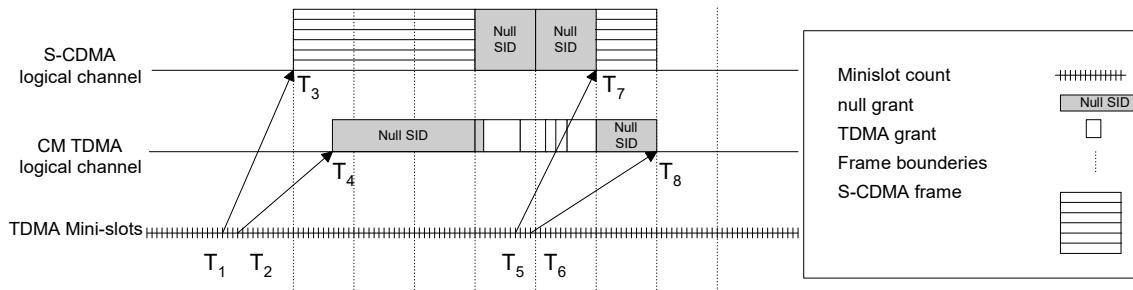 S-CDMA
logical channel
Null
SID
Null
SID
T3
T7
CM TDMA
logical channel
Null SID
Null
SID
T4
T8
TDMA Mini-slots
T1
T2
T5
T6
Minislot count
null grant
Null SID
TDMA grant
Frame bounderies
S-CDMA frame